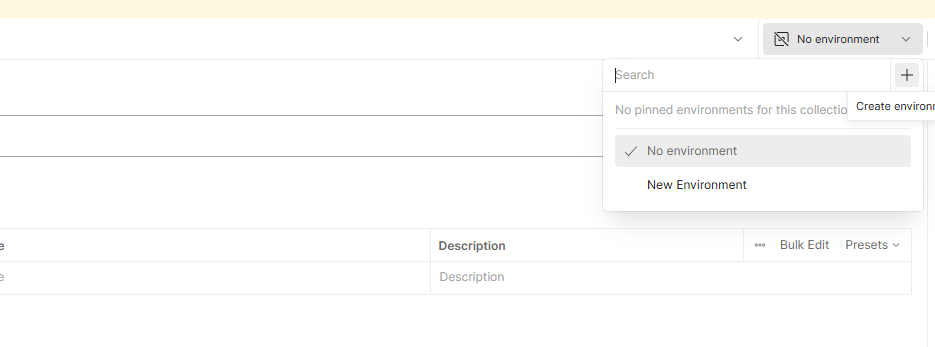 No environment
Search
No pinned environments for this collectio
Create environ
No environment
New Environment
e Description ••• Bulk Edit Presets
e Description